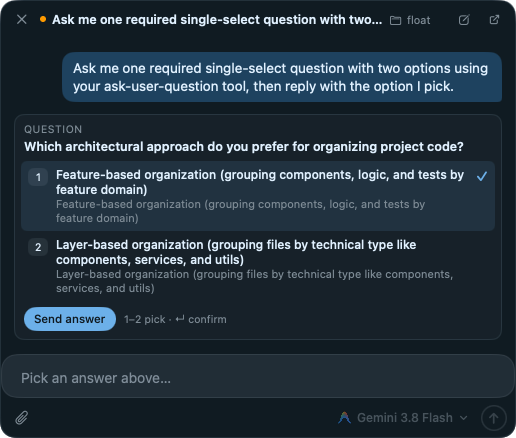 Ask me one required single-select question with two... float
Ask me one required single-select question with two options using
your ask-user-question tool, then reply with the option I pick.
QUESTION
Which architectural approach do you prefer for organizing project code?
1 Feature-based organization (grouping components, logic, and tests by
feature domain)
Feature-based organization (grouping components, logic, and tests by
feature domain)
2 Layer-based organization (grouping files by technical type like
components, services, and utils)
Layer-based organization (grouping files by technical type like components,
services, and utils)
Send answer 1–2 pick · ↵ confirm
Pick an answer above...
Gemini 3.8 Flash